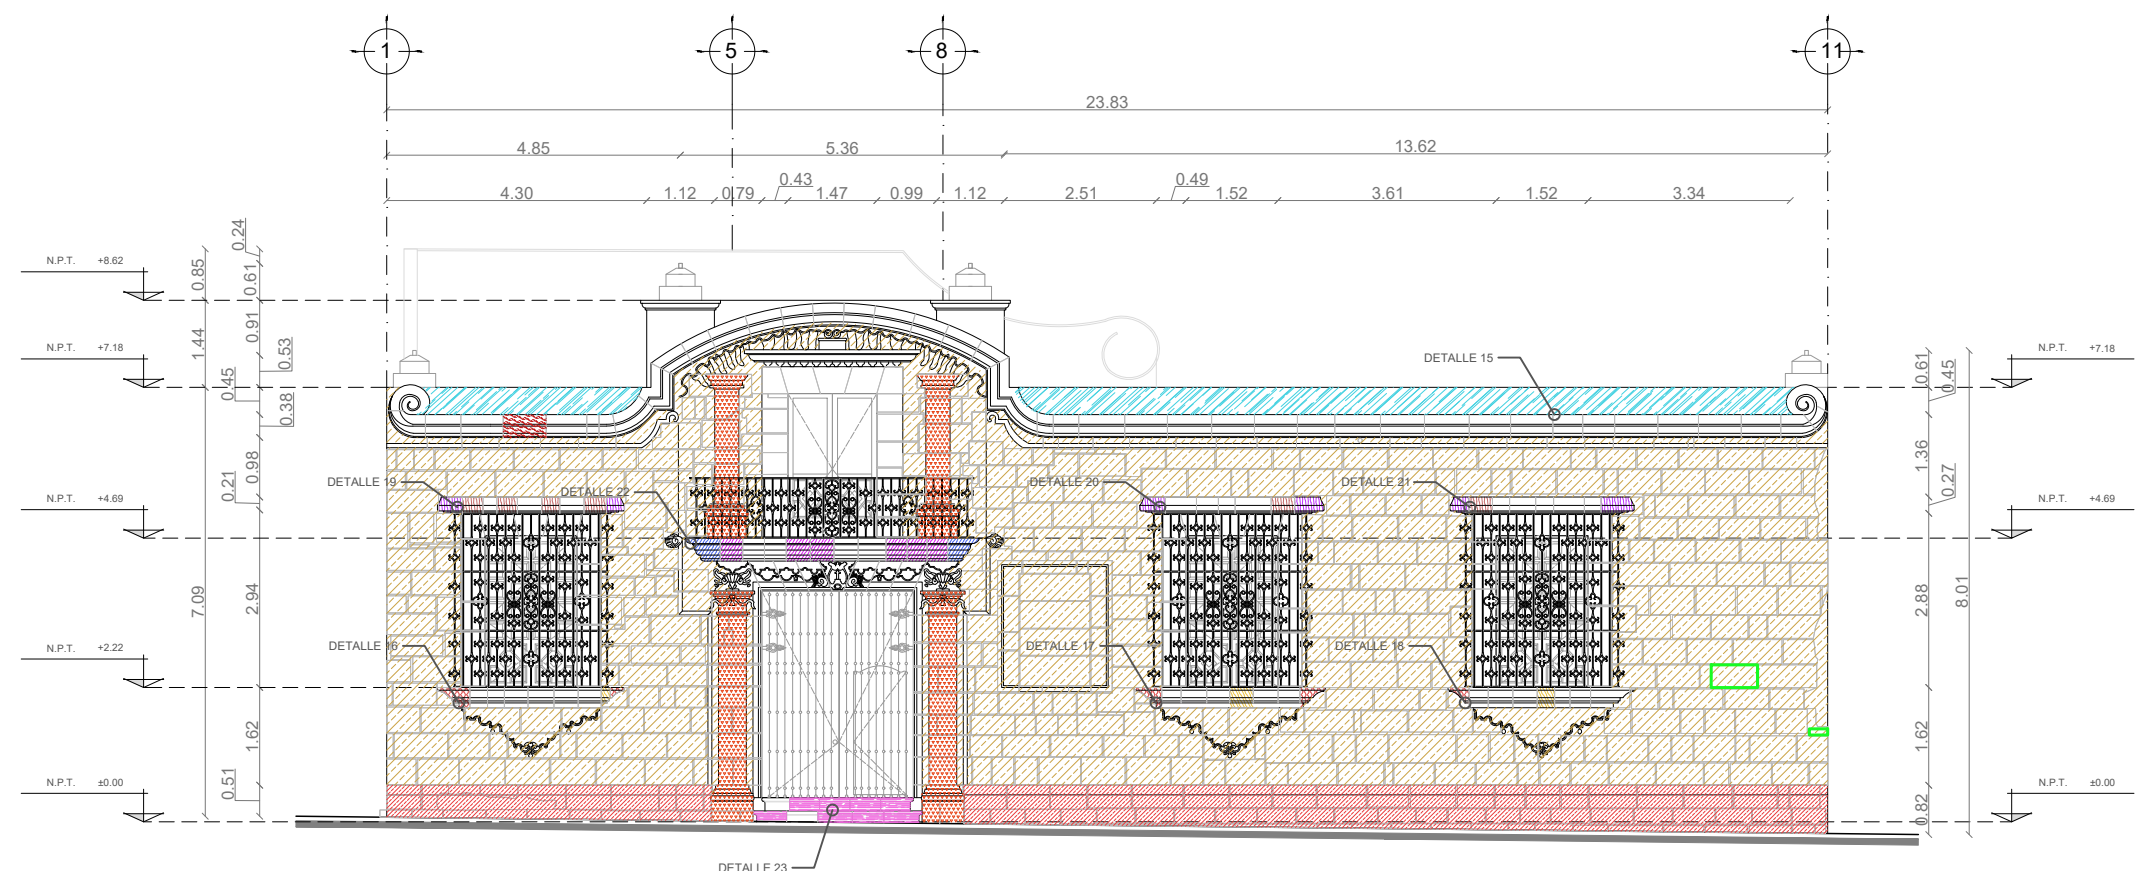 1
5
8
11
23.83
4.85
5.36
13.62
4.30
1.12
0.79
0.43
1.47
0.99
1.12
2.51
0.49
1.52
3.61
1.52
3.34
N.P.T. +8.62
N.P.T. +7.18
N.P.T. +4.69
N.P.T. +2.22
N.P.T. ±0.00
0.85
1.44
7.09
0.24
0.61
0.91
0.53
0.45
0.38
0.98
0.21
2.94
1.62
0.51
DETALLE 15
DETALLE 19
DETALLE 22
DETALLE 20
DETALLE 21
DETALLE 16
DETALLE 17
DETALLE 18
DETALLE 23
0.61
0.45
1.36
0.27
2.88
1.62
0.82
8.01
N.P.T. +7.18
N.P.T. +4.69
N.P.T. ±0.00